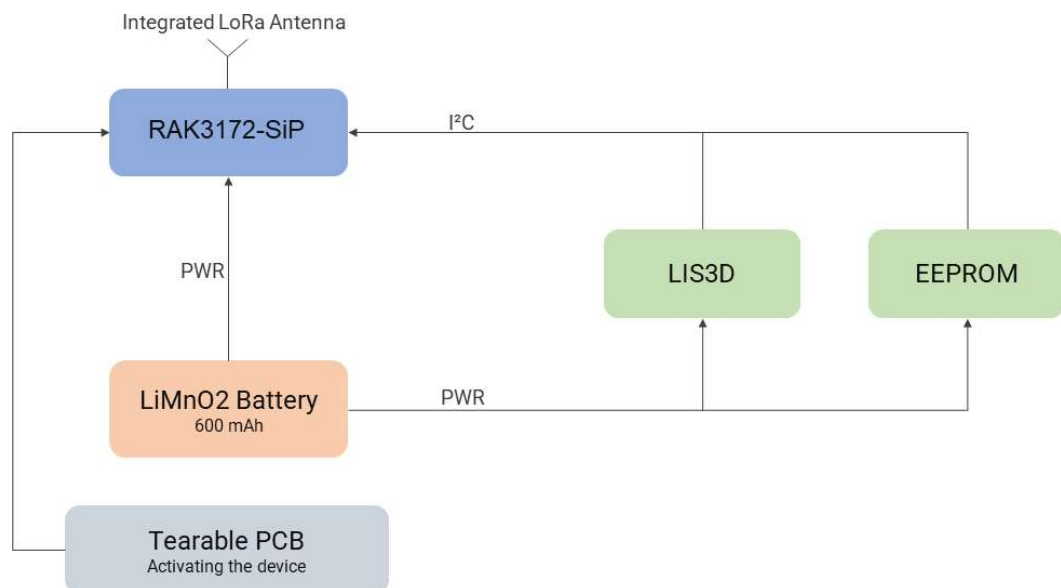 Integrated LoRa Antenna
RAK3172-SiP
I²C
PWR
LIS3D
EEPROM
LiMnO2 Battery
600 mAh
PWR
Tearable PCB
Activating the device